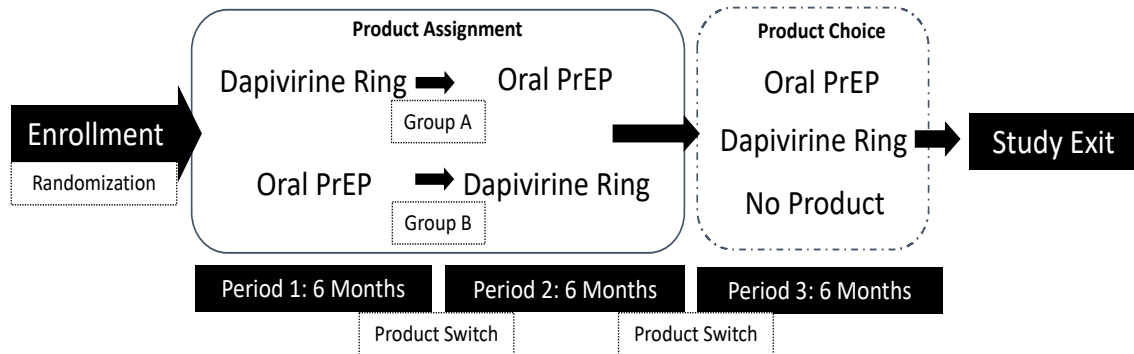 Product Assignment
Product Choice
Dapivirine Ring
Oral PrEP
Group A
Oral PrEP
Dapivirine Ring
Group B
Enrollment
Randomization
Oral PrEP
Dapivirine Ring
No Product
Study Exit
Period 1: 6 Months
Period 2: 6 Months
Period 3: 6 Months
Product Switch
Product Switch